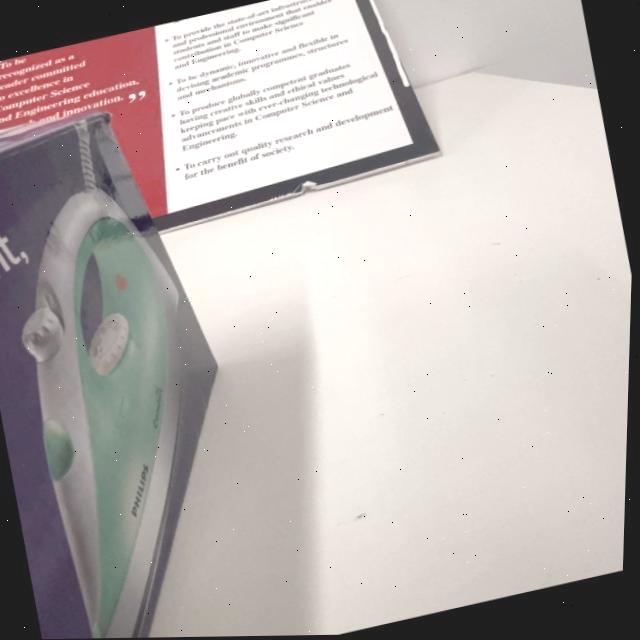 To be
recognized as a
leader committed
to excellence in
Computer Science
and Engineering education,
and innovation. ”
• To provide the state-of-art infrastructure
and professional environment that enables
students and staff to make significant
contribution in Computer Science
and Engineering.
• To be dynamic, innovative and flexible in
devising academic programmes, structures
and mechanisms.
• To produce globally competent graduates
having creative skills and ethical values
keeping pace with ever-changing technological
advancements in Computer Science and
Engineering.
• To carry out quality research and development
for the benefit of society.
it,
PHILIPS